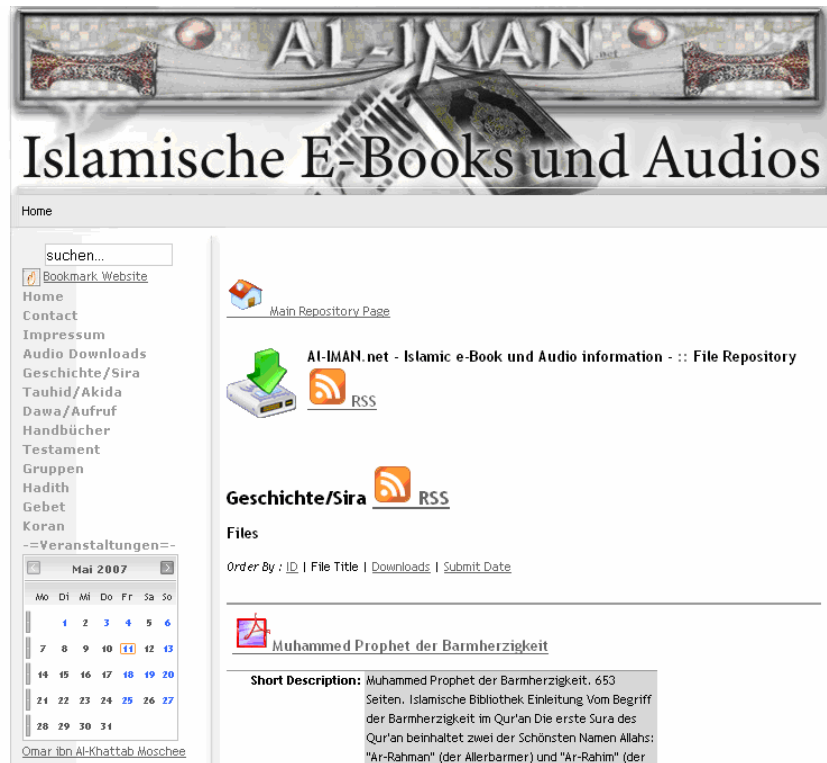 AL-IMAN.net
Islamische E-Books und Audios
Home
suchen...
Bookmark Website
Home
Contact
Impressum
Audio Downloads
Geschichte/Sira
Tauhid/Akida
Dawa/Aufruf
Handbücher
Testament
Gruppen
Hadith
Gebet
Koran
-=Veranstaltungen=-
Mai 2007
Mo Di Mi Do Fr Sa So
1 2 3 4 5 6
7 8 9 10 11 12 13
14 15 16 17 18 19 20
21 22 23 24 25 26 27
28 29 30 31
Omar ibn Al-Khattab Moschee
Main Repository Page
Al-IMAN.net - Islamic e-Book und Audio information - :: File Repository
RSS
Geschichte/Sira RSS
Files
Order By : ID | File Title | Downloads | Submit Date
Muhammed Prophet der Barmherzigkeit
Short Description: Muhammed Prophet der Barmherzigkeit. 653
Seiten. Islamische Bibliothek Einleitung Vom Begriff
der Barmherzigkeit im Qur'an Die erste Sura des
Qur'an beinhaltet zwei der Schönsten Namen Allahs:
"Ar-Rahman" (der Allerbarmer) und "Ar-Rahim" (der